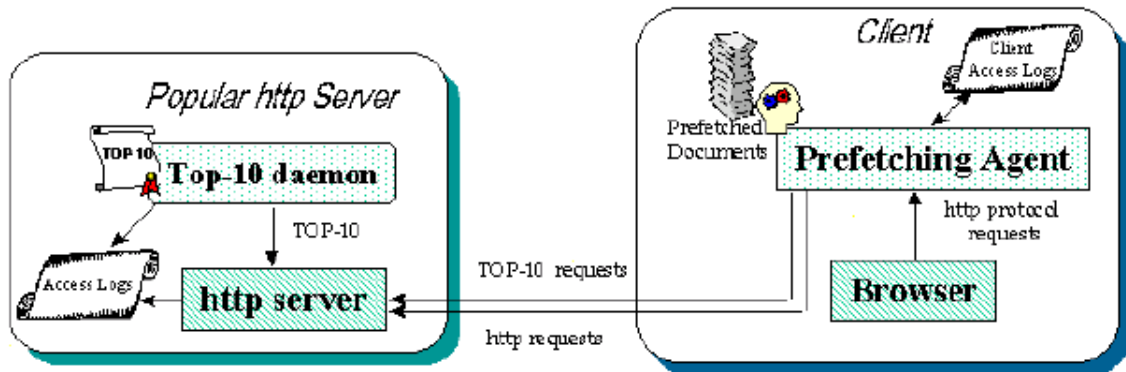 Popular http Server
TOP 10
Top-10 daemon
TOP-10
Access Logs
http server
TOP-10 requests
http requests
Client
Client
Access Logs
Prefetched
Documents
Prefetching Agent
http protocol
requests
Browser